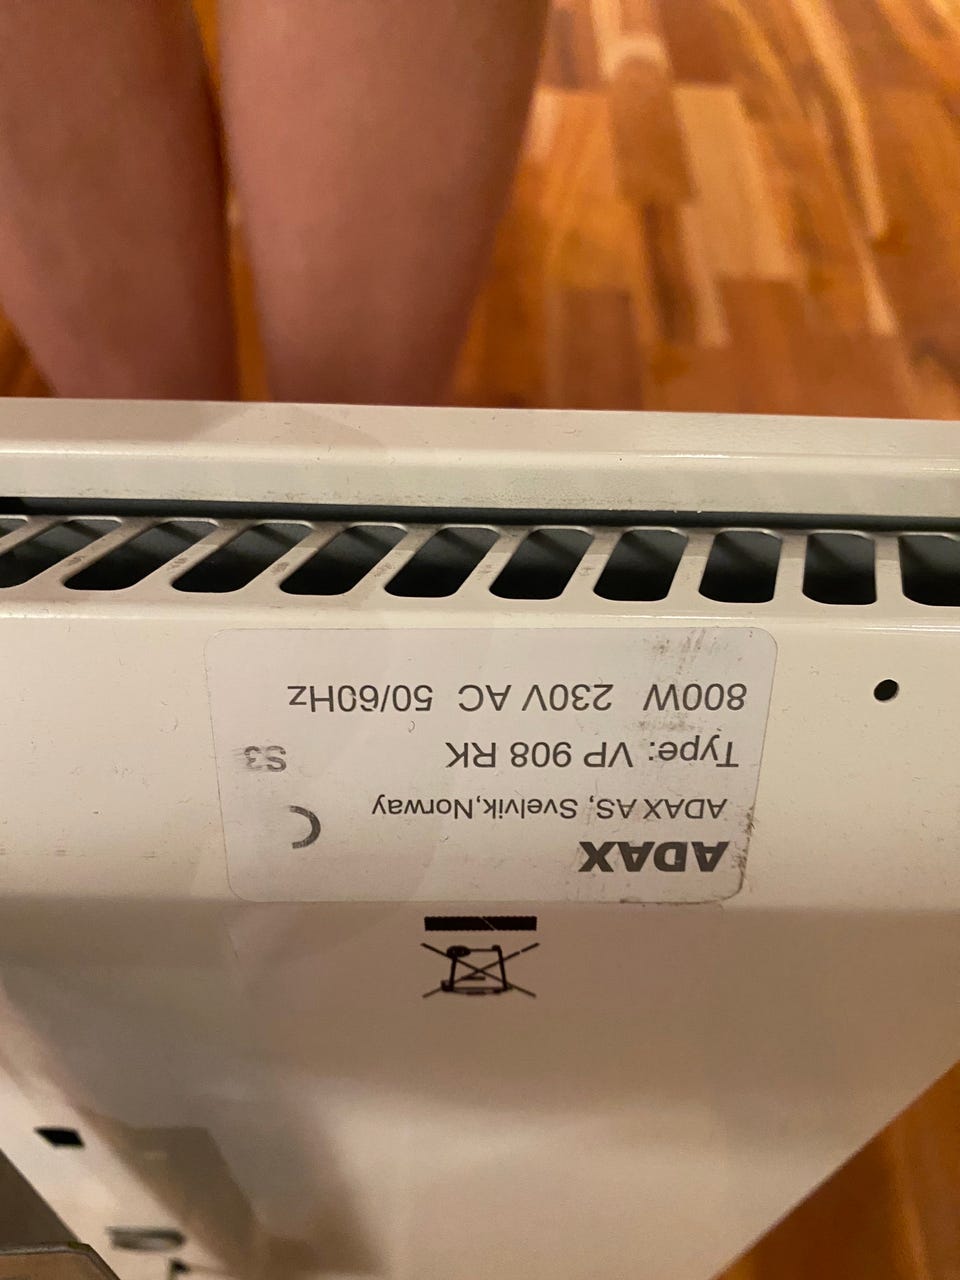 ADAX
ADAX AS, Svelvik,Norway
Type: VP 908 RK S3
800W 230V AC 50/60Hz